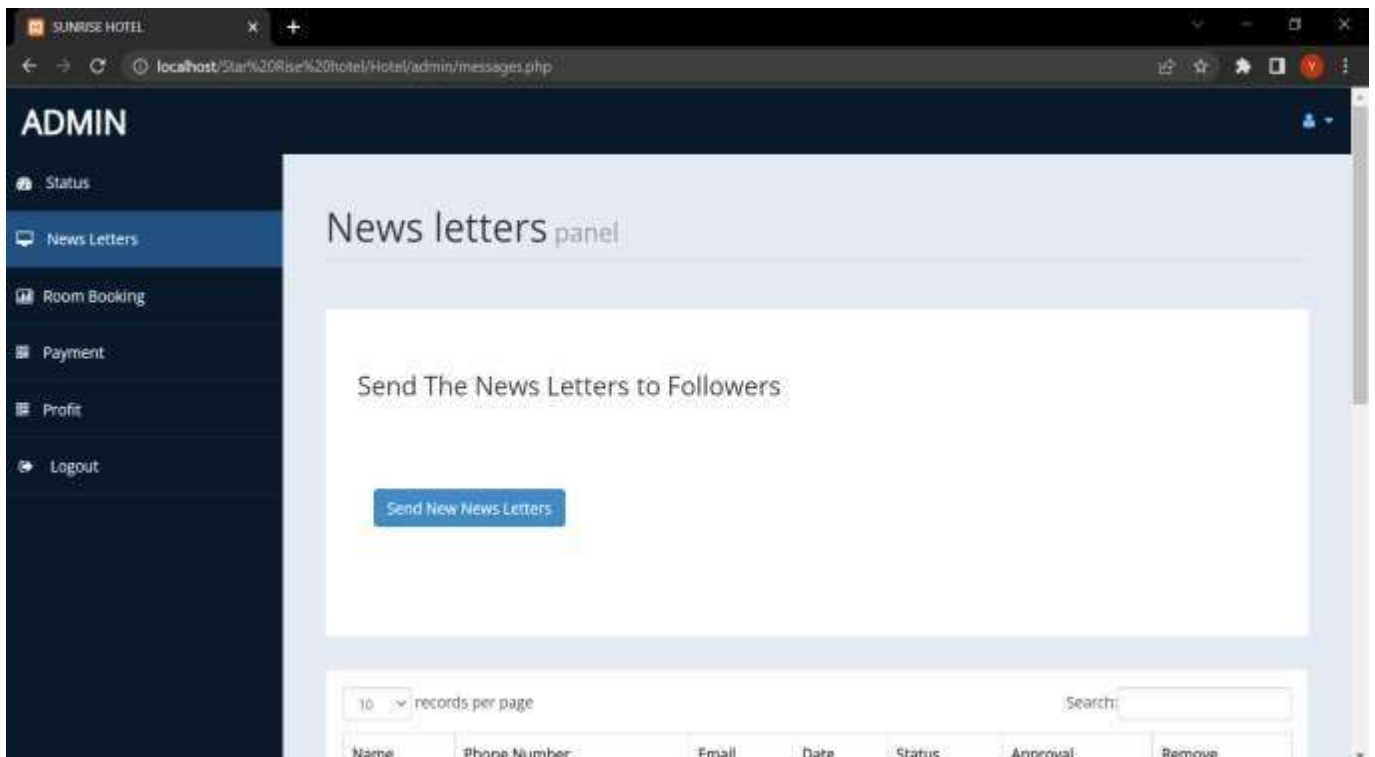 SUNRISE HOTEL
localhost/Star%20Rise%20hotel/Hotel/admin/messages.php
Y
ADMIN
Status
News Letters
Room Booking
Payment
Profit
Logout
News letters panel
Send The News Letters to Followers
Send New News Letters
10 records per page
Search:
Name Phone Number Email Date Status Approval Remove